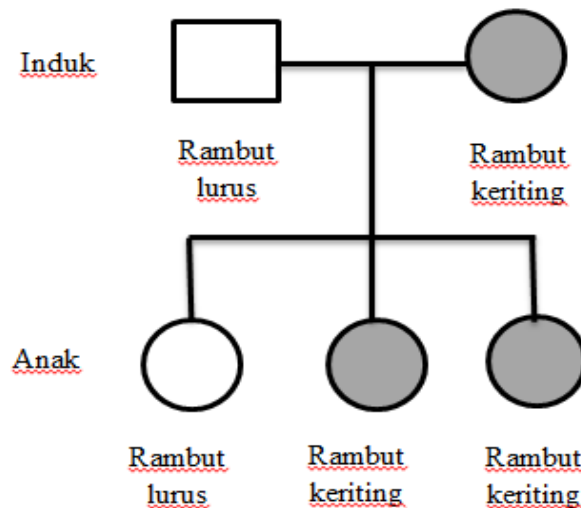 Induk
Rambut
lurus
Rambut
keriting
Anak
Rambut
lurus
Rambut
keriting
Rambut
keriting